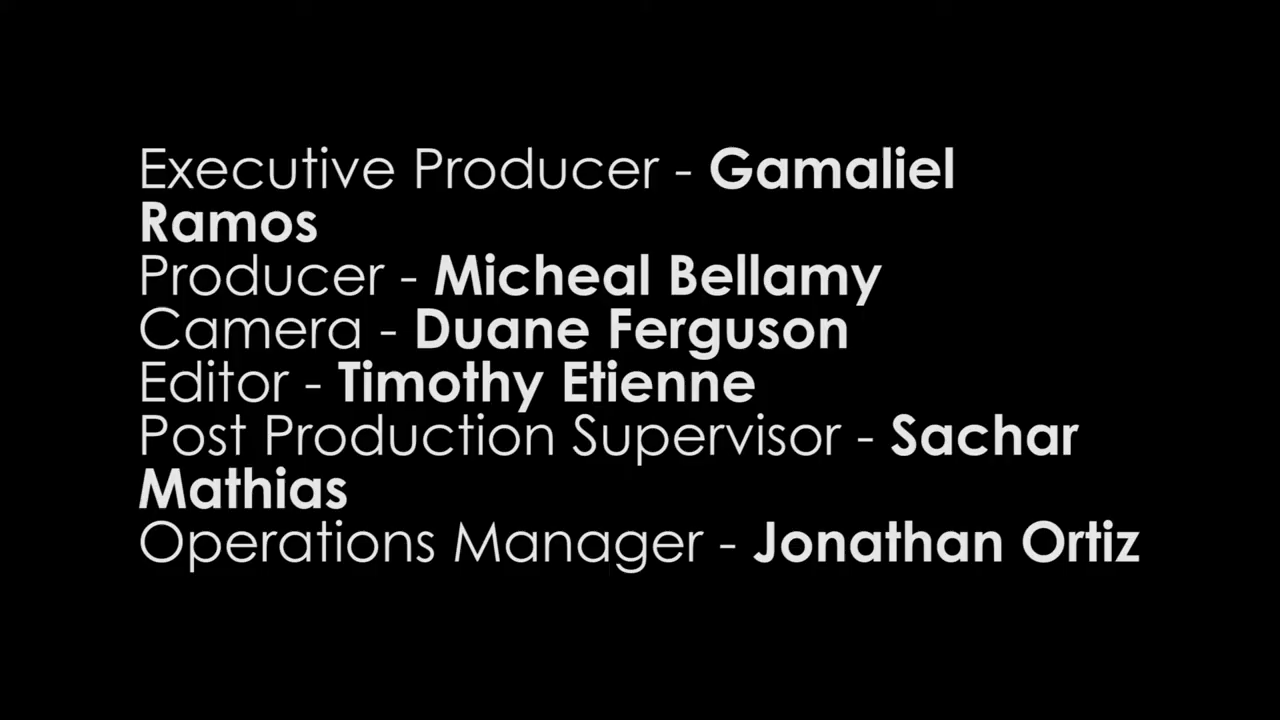 Executive Producer - Gamaliel
Ramos
Producer - Micheal Bellamy
Camera - Duane Ferguson
Editor - Timothy Etienne
Post Production Supervisor - Sachar
Mathias
Operations Manager - Jonathan Ortiz